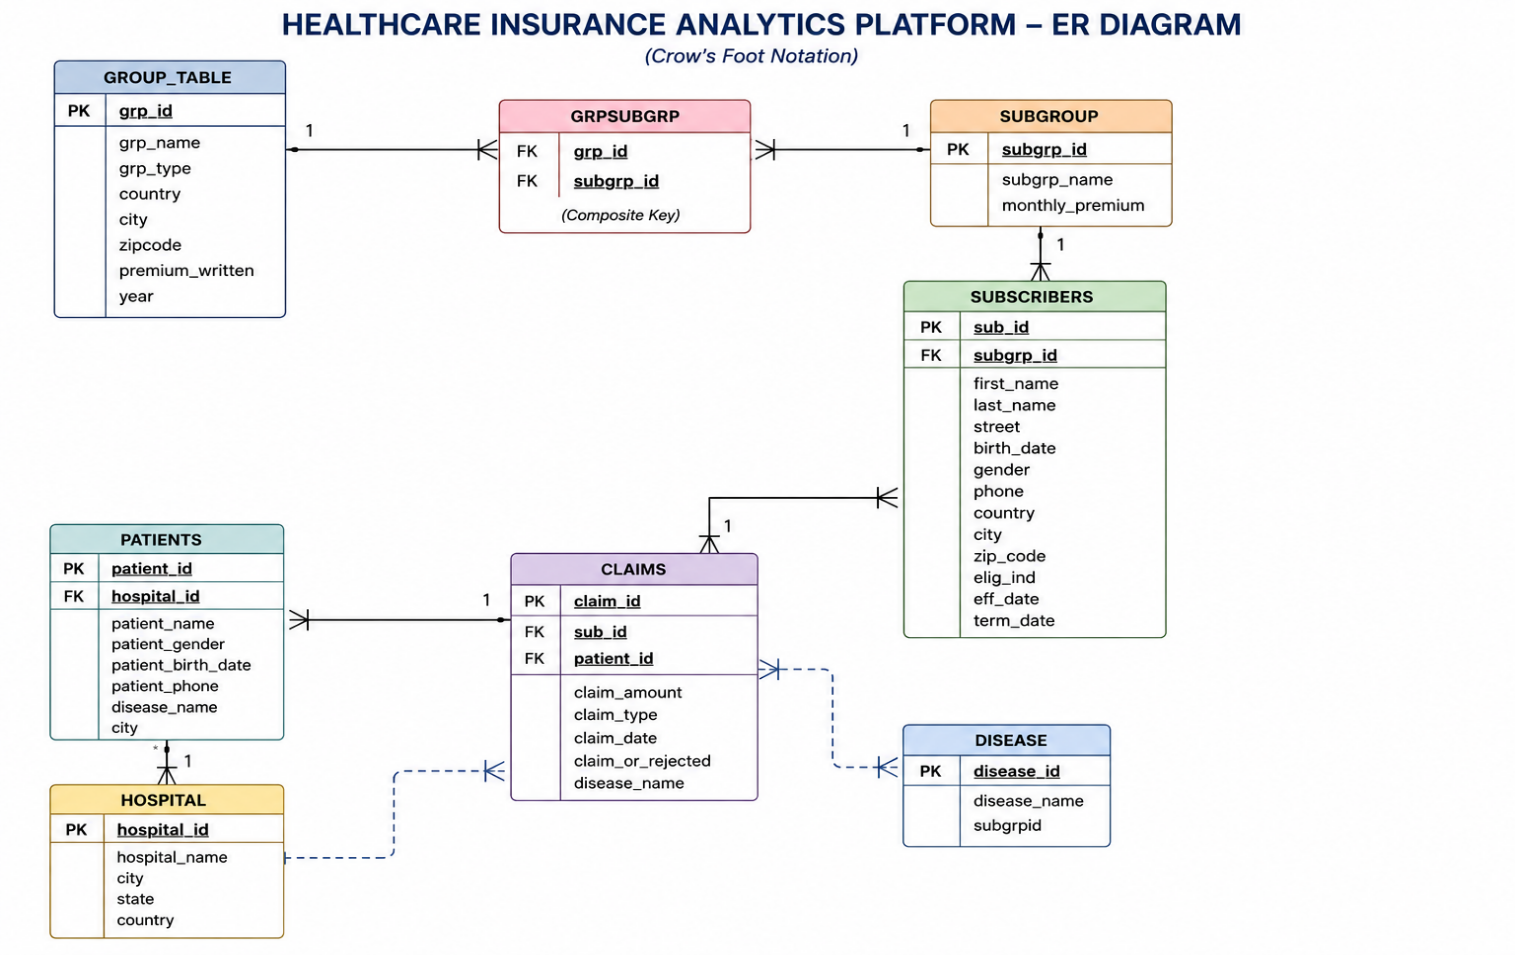 HEALTHCARE INSURANCE ANALYTICS PLATFORM – ER DIAGRAM
(Crow's Foot Notation)
GROUP_TABLE
PK grp_id
grp_name
grp_type
country
city
zipcode
premium_written
year
1
GRPSUBGRP
FK grp_id
FK subgrp_id
(Composite Key)
1
SUBGROUP
PK subgrp_id
subgrp_name
monthly_premium
1
SUBSCRIBERS
PK sub_id
FK subgrp_id
first_name
last_name
street
birth_date
gender
phone
country
city
zip_code
elig_ind
eff_date
term_date
PATIENTS
PK patient_id
FK hospital_id
patient_name
patient_gender
patient_birth_date
patient_phone
disease_name
city
* 1
HOSPITAL
PK hospital_id
hospital_name
city
state
country
1
1
CLAIMS
PK claim_id
FK sub_id
FK patient_id
claim_amount
claim_type
claim_date
claim_or_rejected
disease_name
DISEASE
PK disease_id
disease_name
subgrpid